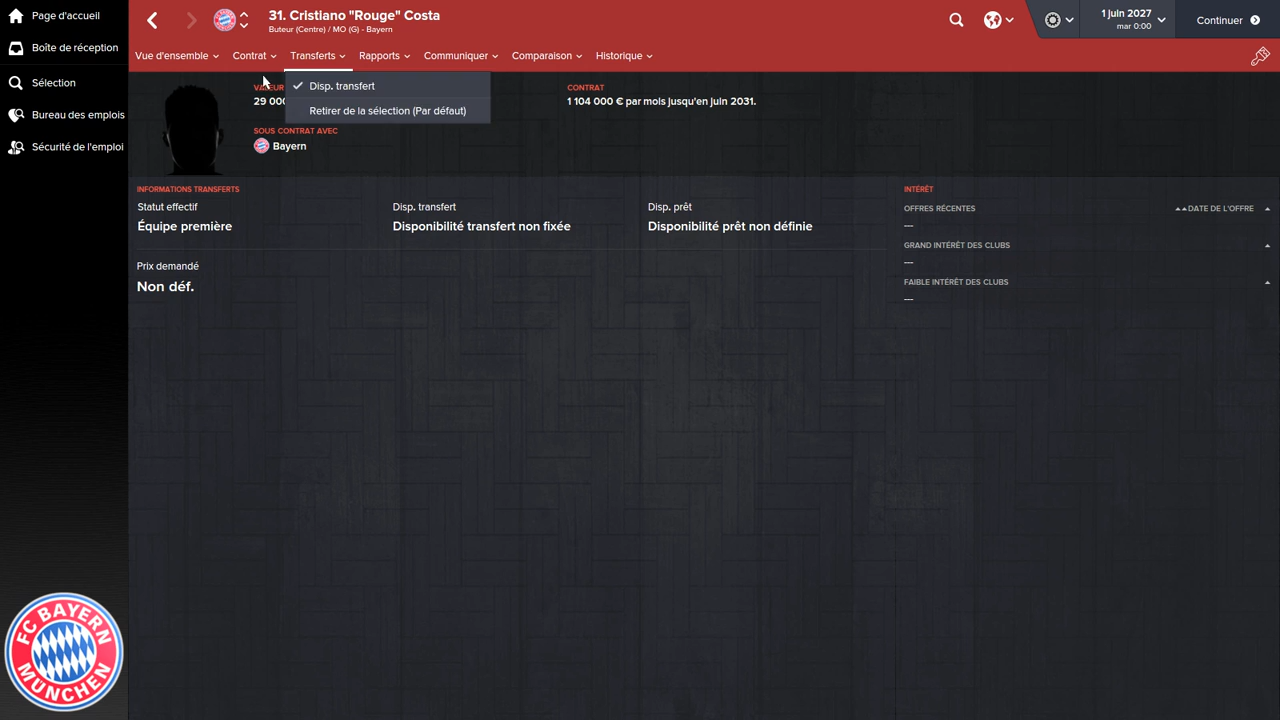 Page d'accueil
Boîte de réception
Sélection
Bureau des emplois
Sécurité de l'emploi
31. Cristiano "Rouge" Costa
Buteur (Centre) / MO (G) - Bayern
1 juin 2027
mar 0:00
Continuer
Vue d'ensemble
Contrat
Transferts
Rapports
Communiquer
Comparaison
Historique
Disp. transfert
Retirer de la sélection (Par défaut)
29 000
CONTRAT
1 104 000 € par mois jusqu'en juin 2031.
SOUS CONTRAT AVEC
Bayern
INFORMATIONS TRANSFERTS
Statut effectif
Équipe première
Disp. transfert
Disponibilité transfert non fixée
Disp. prêt
Disponibilité prêt non définie
Prix demandé
Non déf.
INTÉRÊT
OFFRES RÉCENTES
DATE DE L'OFFRE
---
GRAND INTÉRÊT DES CLUBS
---
FAIBLE INTÉRÊT DES CLUBS
---
FC BAYERN
MÜNCHEN